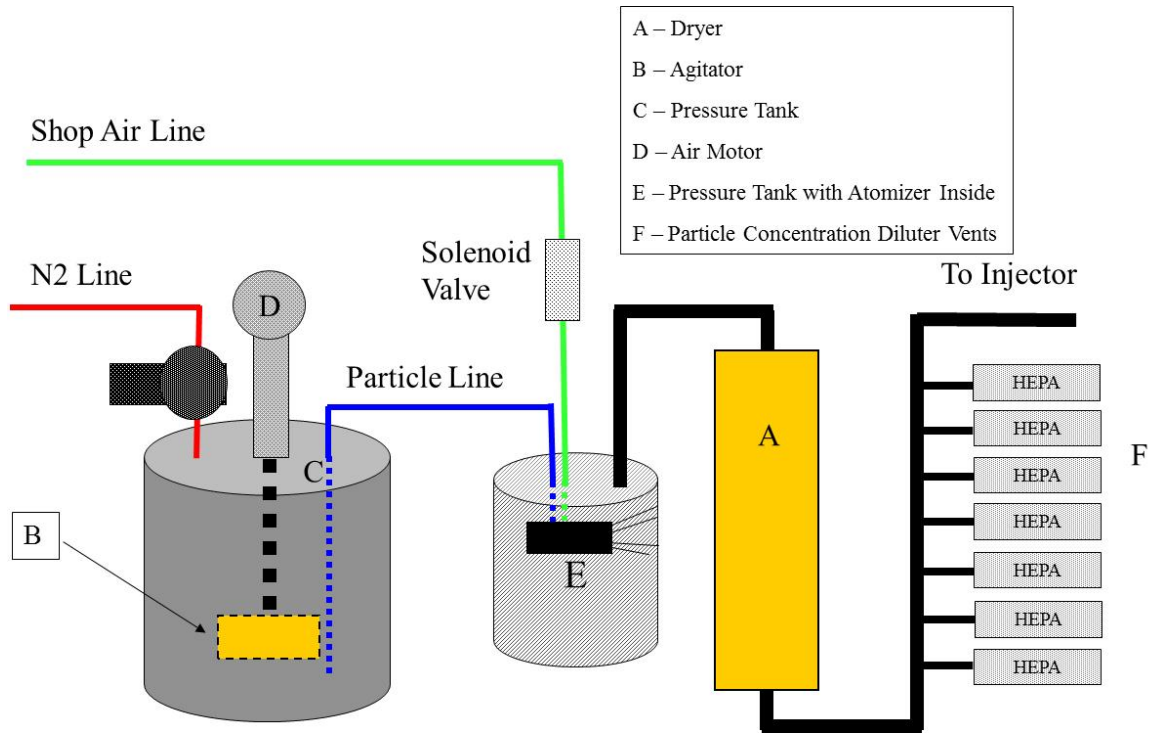 A – Dryer
B – Agitator
C – Pressure Tank
D – Air Motor
E – Pressure Tank with Atomizer Inside
F – Particle Concentration Diluter Vents
Shop Air Line
Solenoid
Valve
N2 Line
To Injector
D
Particle Line
HEPA
HEPA
A
F
HEPA
C
HEPA
B
HEPA
E
HEPA
HEPA